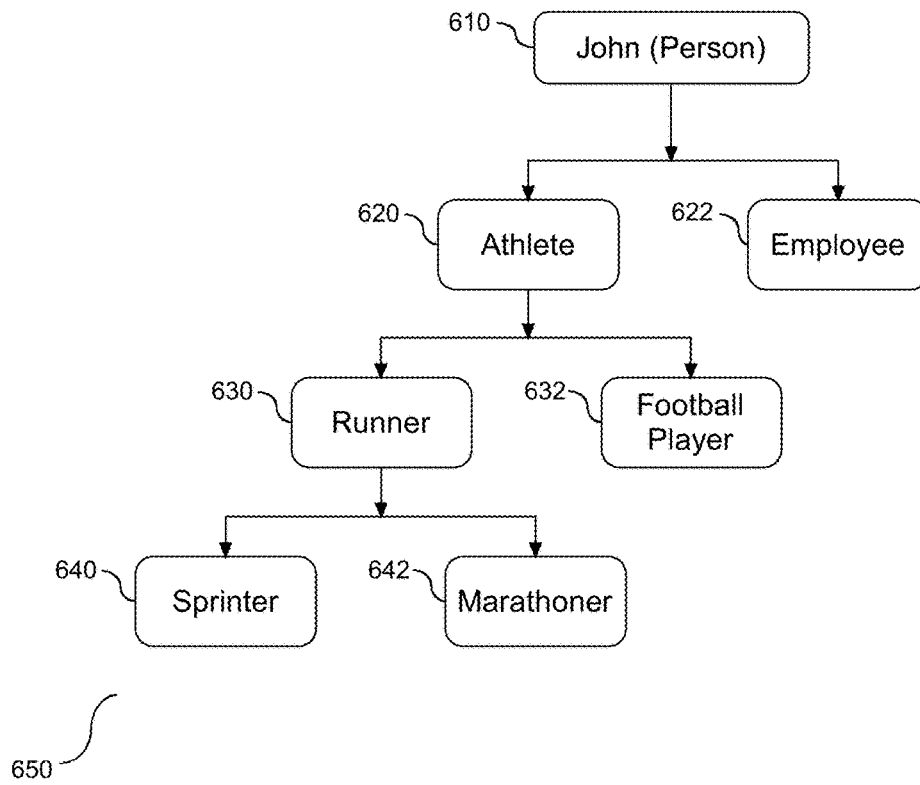 610
John (Person)
620
Athlete
622
Employee
630
Runner
632
Football
Player
640
Sprinter
642
Marathoner
650